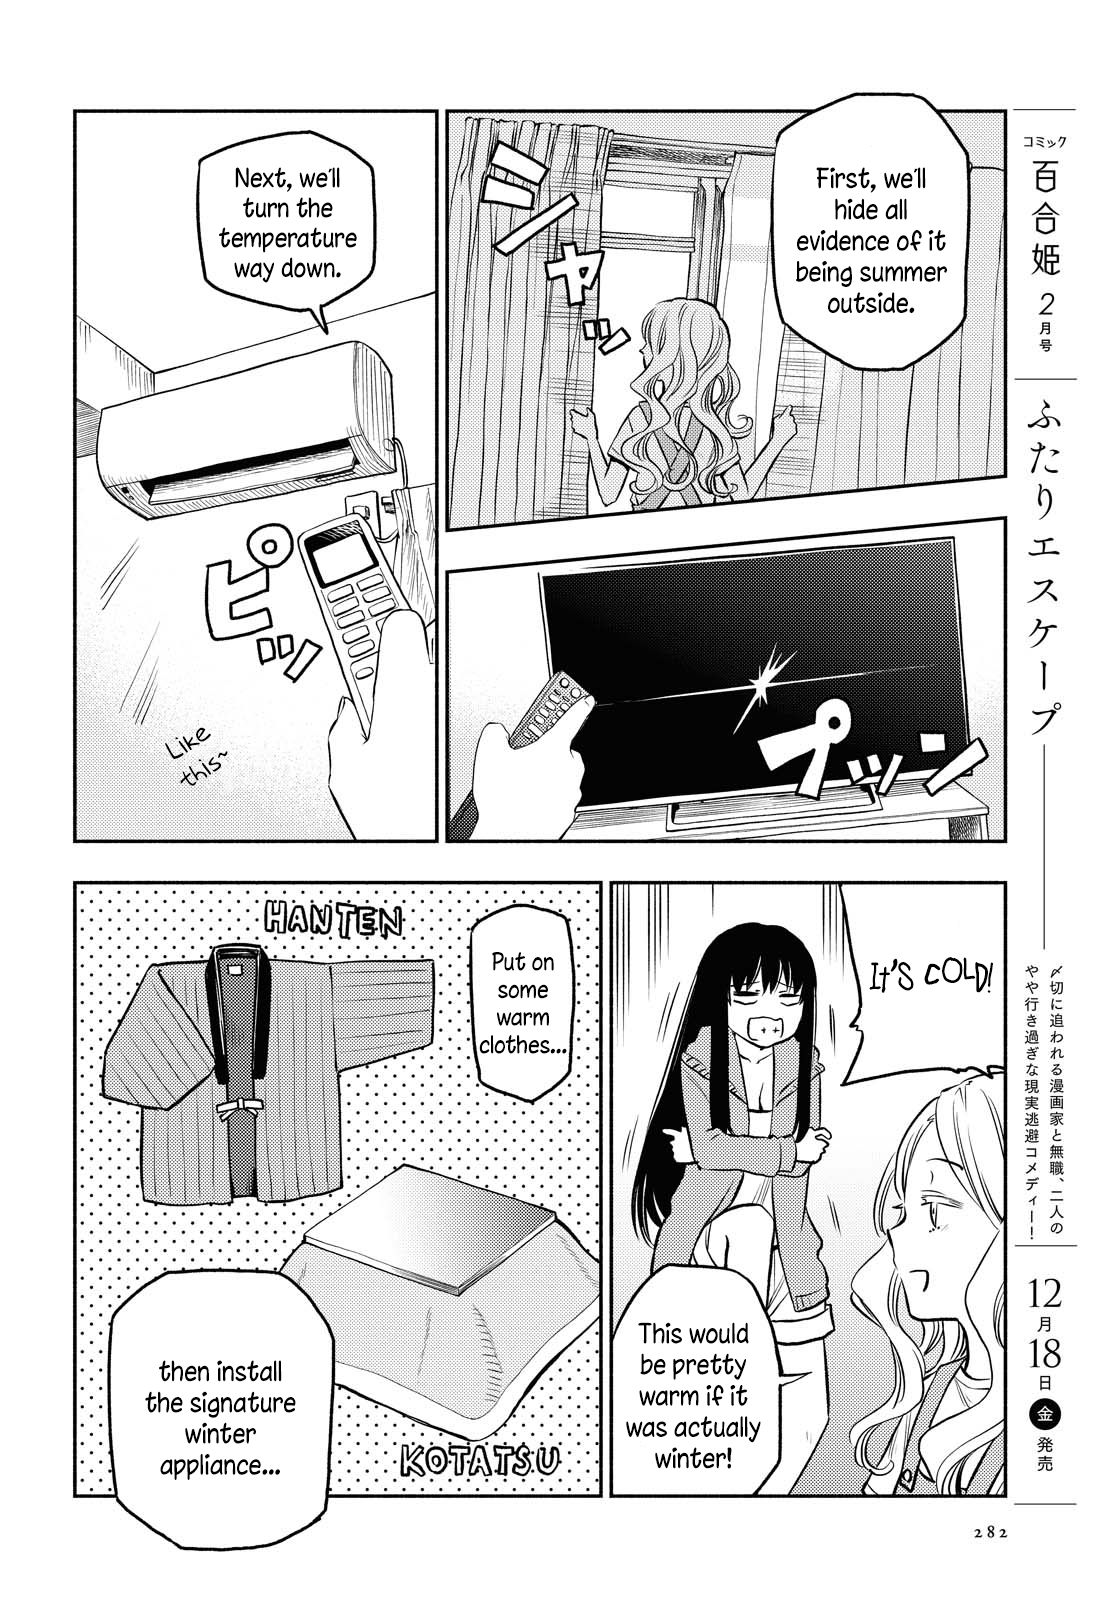 First, we'll
hide all
evidence of it
being summer
outside.
シャッ
プツン
Next, we'll
turn the
temperature
way down.
ピッ
Like
this~
It's COLD!
This would
be pretty
warm if it
was actually
winter!
HANTEN
Put on
some
warm
clothes...
KOTATSU
then install
the signature
winter
appliance...
コミック
百合姫
2月号
ふたりエスケープ
〆切に追われる漫画家と無職、二人の
やや行き過ぎな現実逃避コメディー！
12月18日㊎発売
282